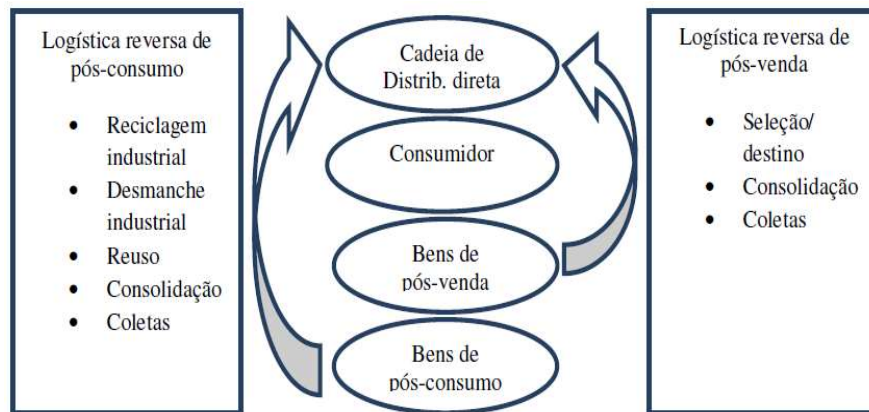 Logística reversa de
pós-consumo
• Reciclagem
industrial
• Desmanche
industrial
• Reuso
• Consolidação
• Coletas
Cadeia de
Distrib. direta
Consumidor
Bens de
pós-venda
Bens de
pós-consumo
Logística reversa de
pós-venda
• Seleção/
destino
• Consolidação
• Coletas